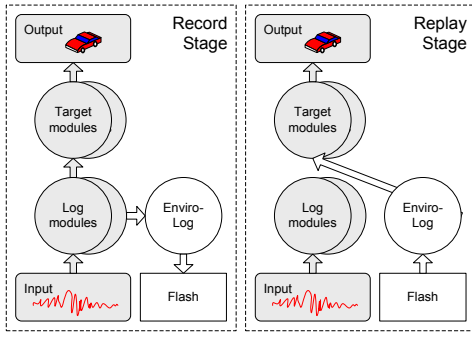 Output
Record
Stage
Target
modules
Log
modules
Enviro-
Log
Input
Flash
Output
Replay
Stage
Target
modules
Log
modules
Enviro-
Log
Input
Flash